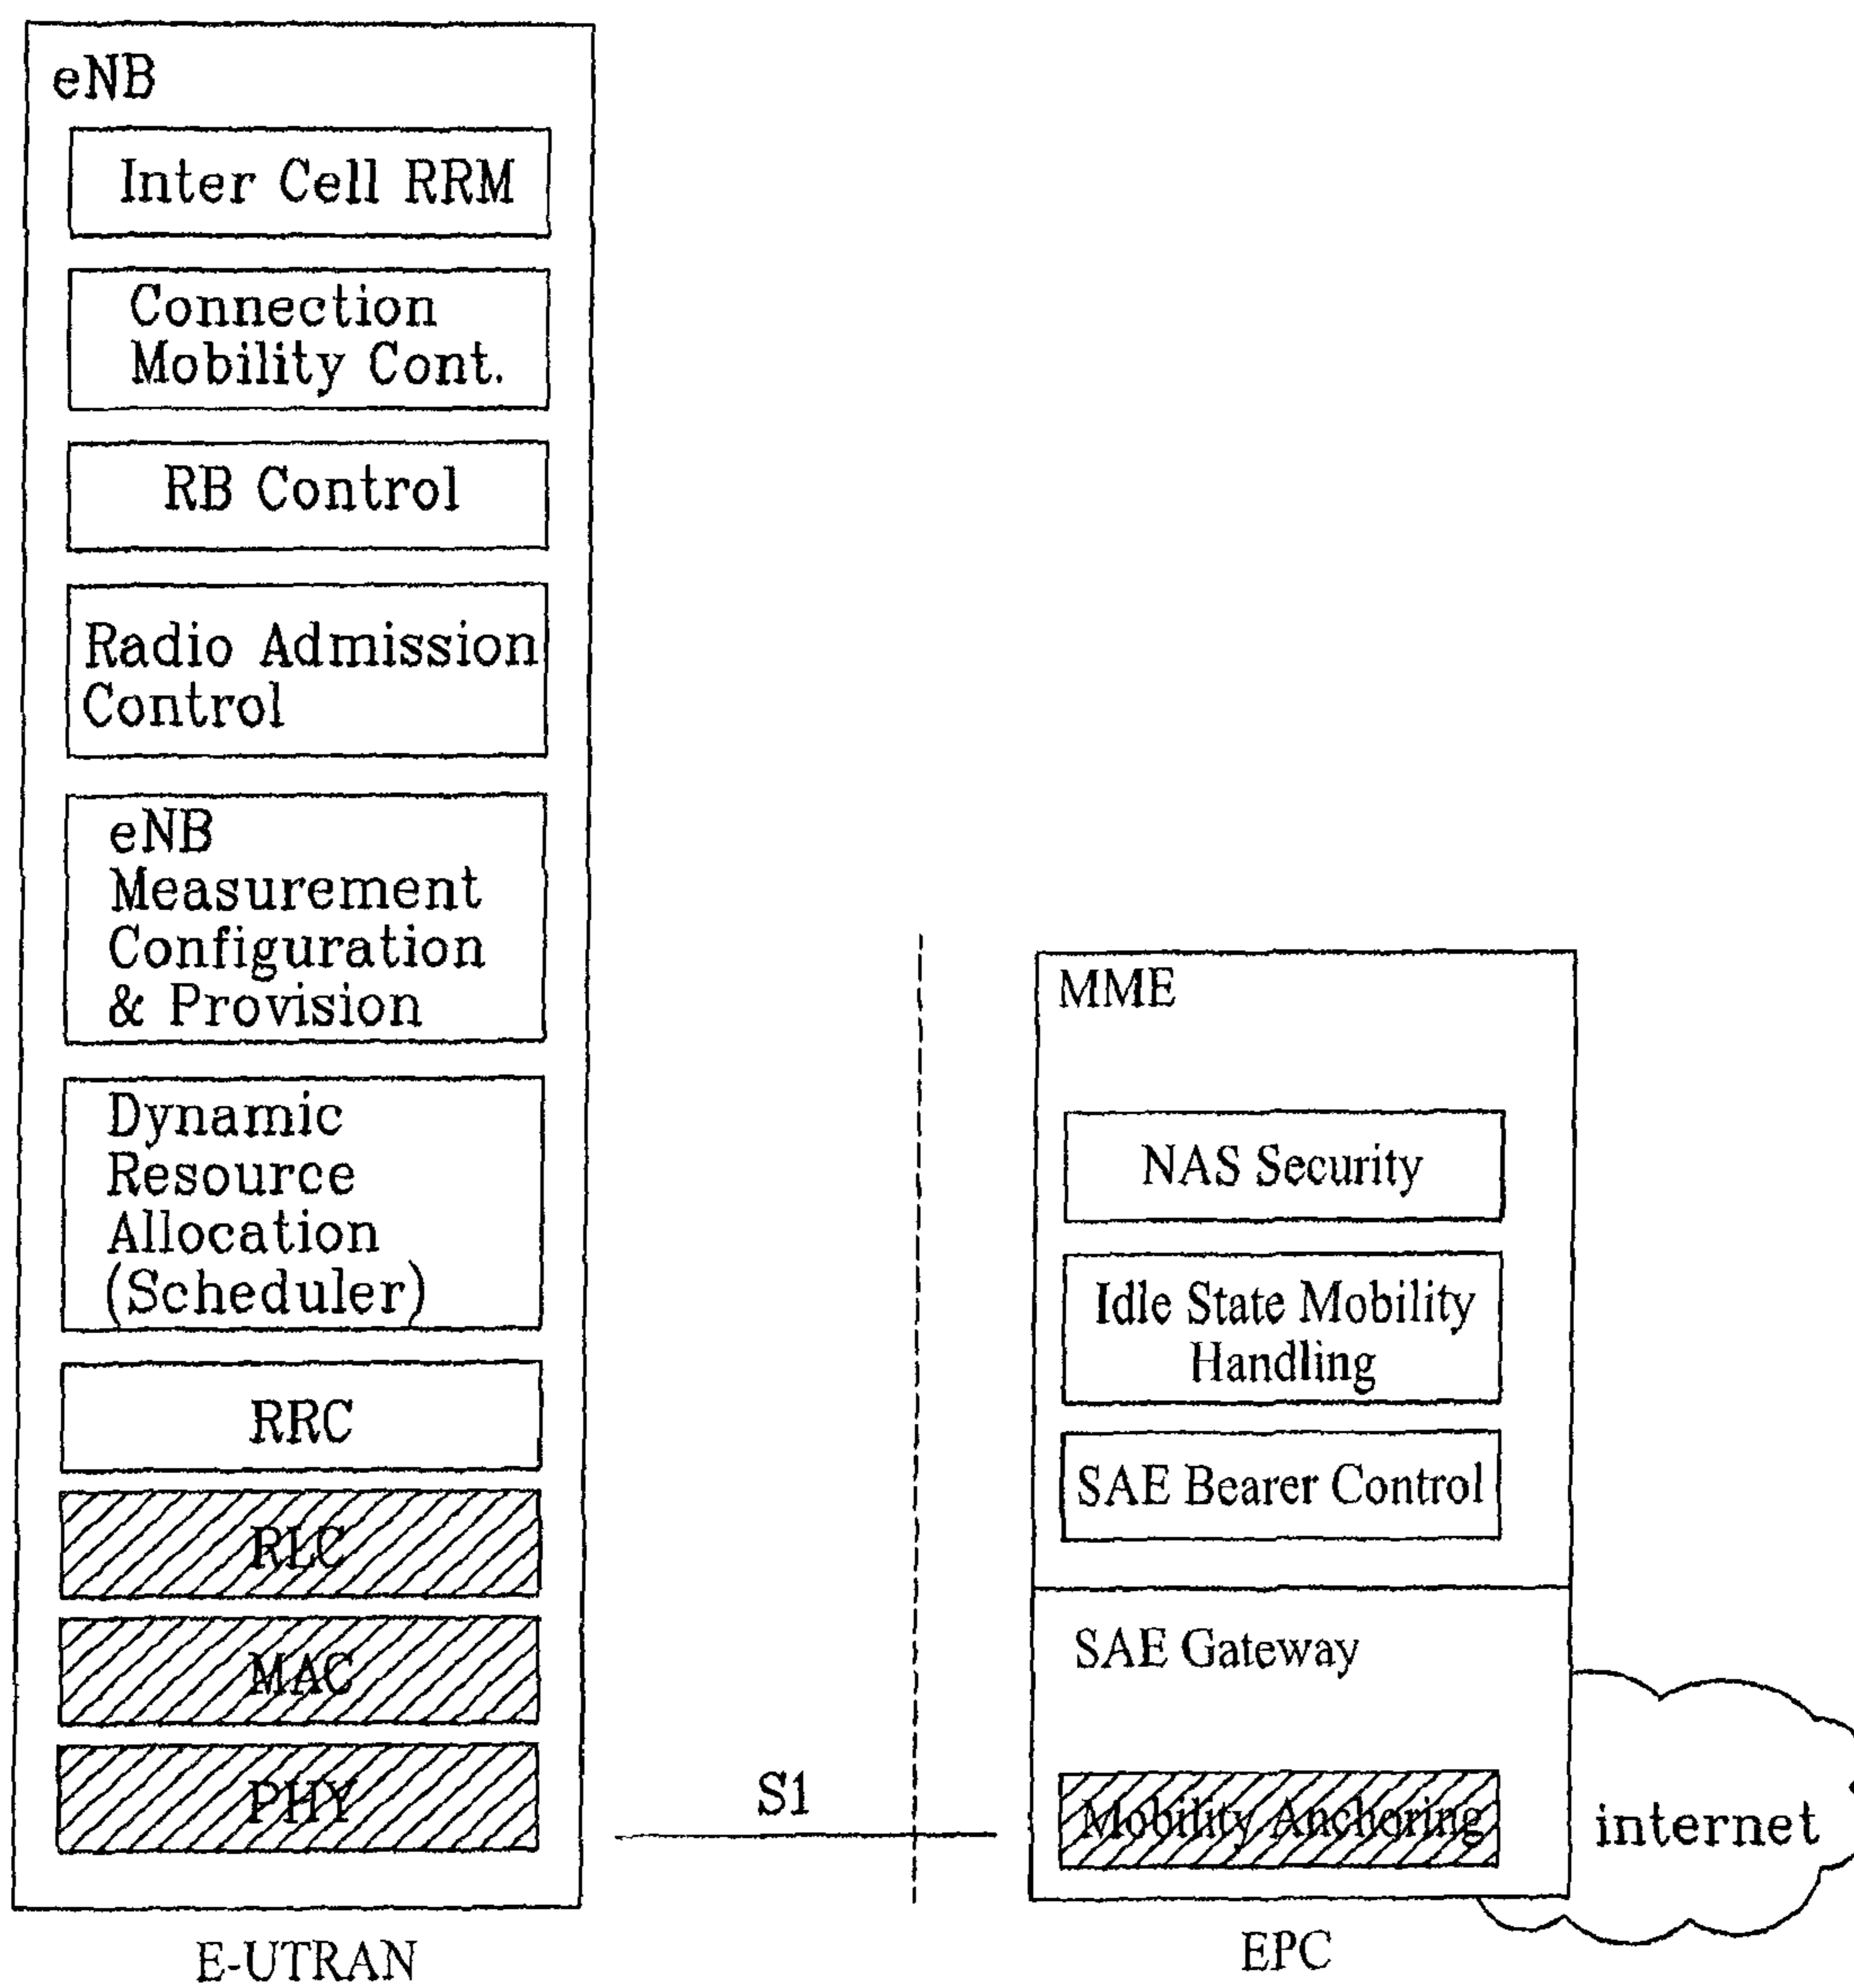 eNB
Inter Cell RRM
Connection
Mobility Cont.
RB Control
Radio Admission
Control
eNB
Measurement
Configuration
& Provision
Dynamic
Resource
Allocation
(Scheduler)
RRC
RLC
MAC
PHY
E-UTRAN
S1
MME
NAS Security
Idle State Mobility
Handling
SAE Bearer Control
SAE Gateway
Mobility Anchoring
EPC
internet